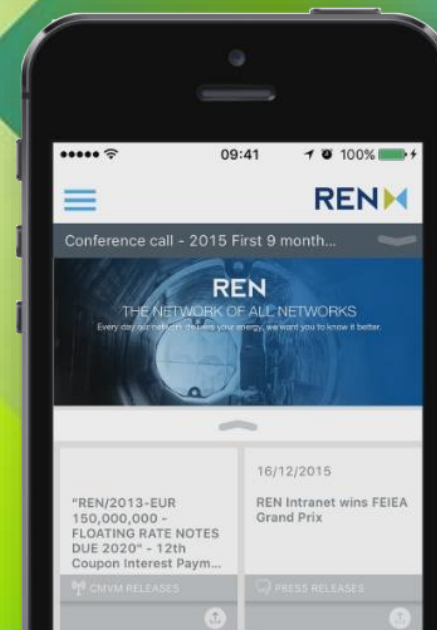 09:41
100%
REN
Conference call - 2015 First 9 month...
REN
THE NETWORK OF ALL NETWORKS
Every day our network delivers your energy, we want you to know it better.
"REN/2013-EUR
150,000,000 -
FLOATING RATE NOTES
DUE 2020" - 12th
Coupon Interest Paym...
CMVM RELEASES
16/12/2015
REN Intranet wins FEIEA
Grand Prix
PRESS RELEASES